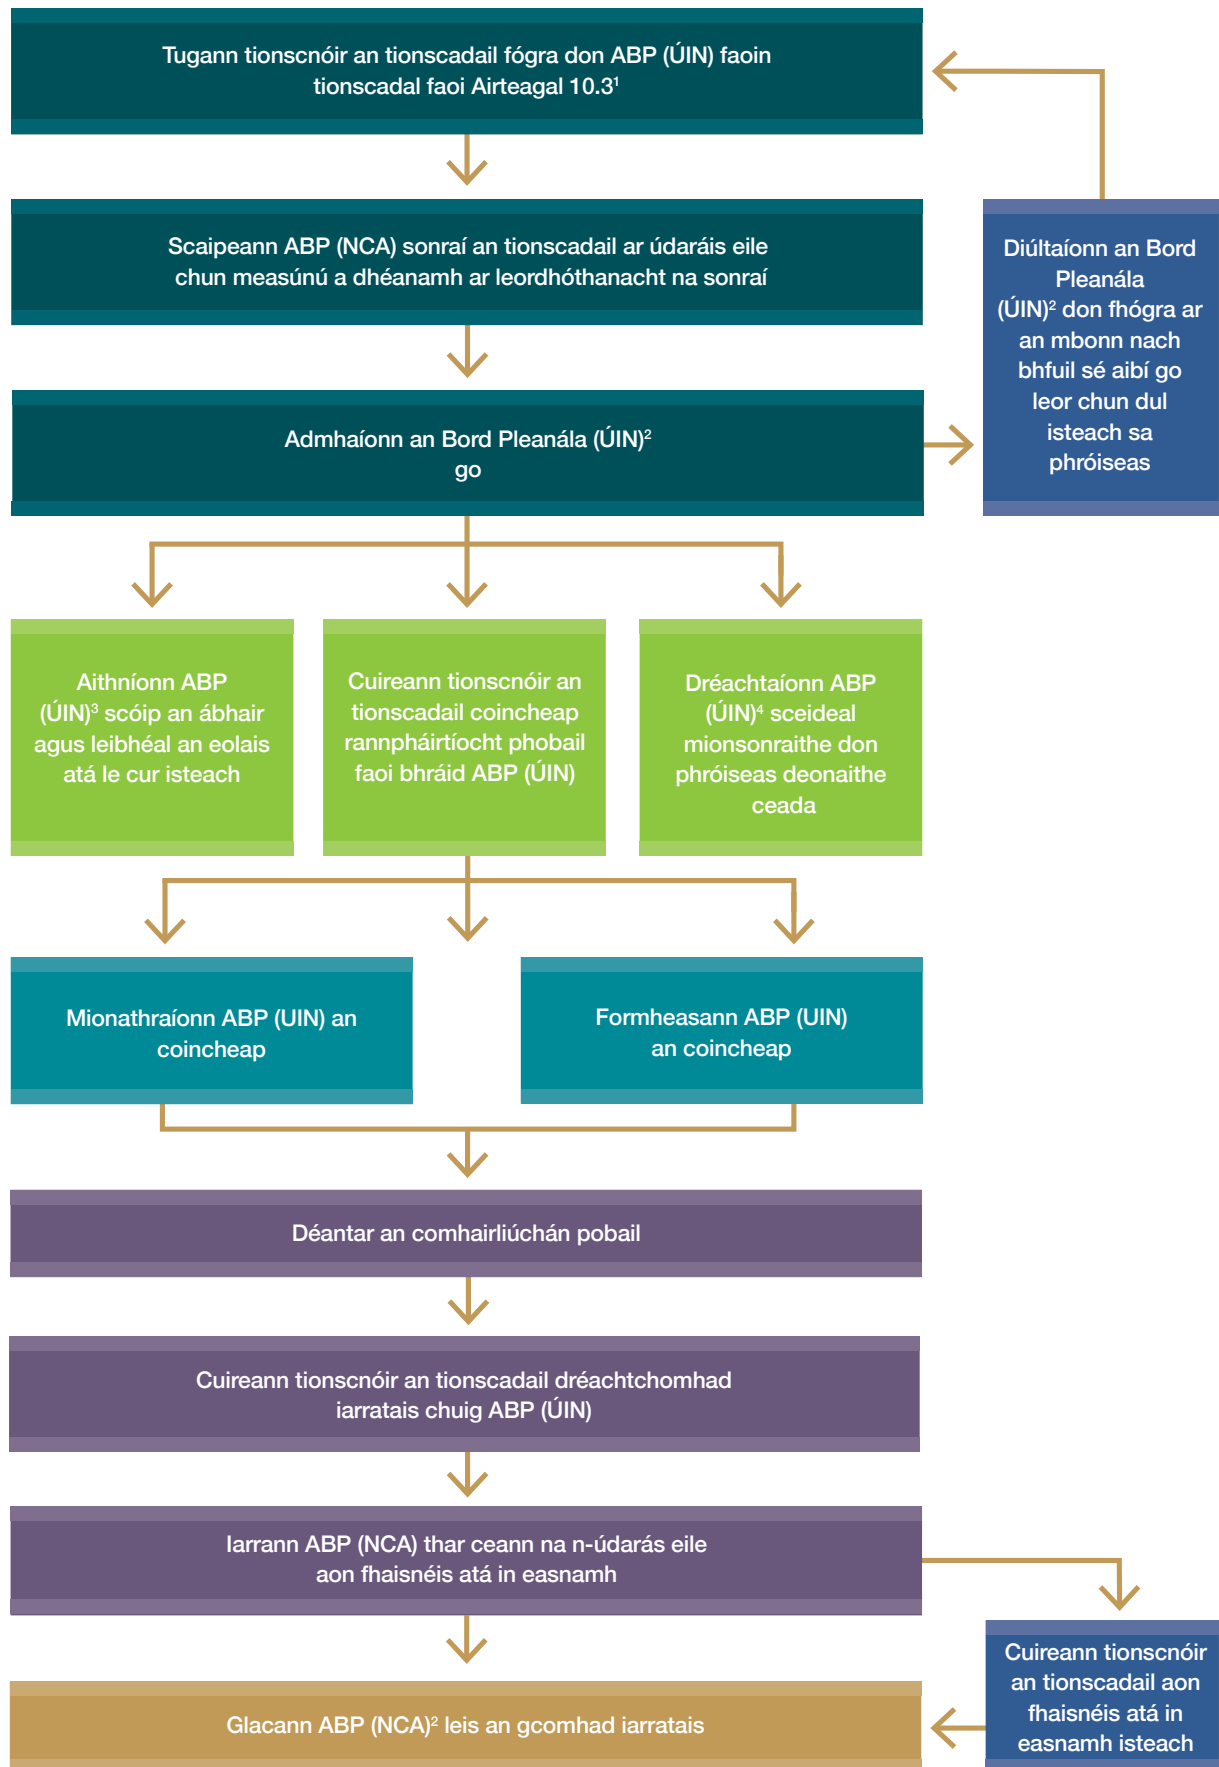 Tugann tionscnóir an tionscadail fógra don ABP (ÚIN) faoin
tionscadal faoi Airteagal 10.3¹
Scaipeann ABP (NCA) sonraí an tionscadail ar údaráis eile
chun measúnú a dhéanamh ar leordhóthanacht na sonraí
Diúltaíonn an Bord
Pleanála
(ÚIN)² don fhógra ar
an mbonn nach
bhfuil sé aibí go
leor chun dul
isteach sa
phróiseas
Admhaíonn an Bord Pleanála (ÚIN)²
go
Aithníonn ABP
(ÚIN)³ scóip an ábhair
agus leibhéal an eolais
atá le cur isteach
Cuireann tionscnóir an
tionscadail coincheap
rannpháirtíocht phobail
faoi bhráid ABP (ÚIN)
Dréachtaíonn ABP
(ÚIN)⁴ sceideal
mionsonraithe don
phróiseas deonaithe
ceada
Mionathraíonn ABP (UIN) an
coincheap
Formheasann ABP (UIN)
an coincheap
Déantar an comhairliúchán pobail
Cuireann tionscnóir an tionscadail dréachtchomhad
iarratais chuig ABP (ÚIN)
Iarrann ABP (NCA) thar ceann na n-údarás eile
aon fhaisnéis atá in easnamh
Cuireann tionscnóir
an tionscadail aon
fhaisnéis atá in
easnamh isteach
Glacann ABP (NCA)² leis an gcomhad iarratais